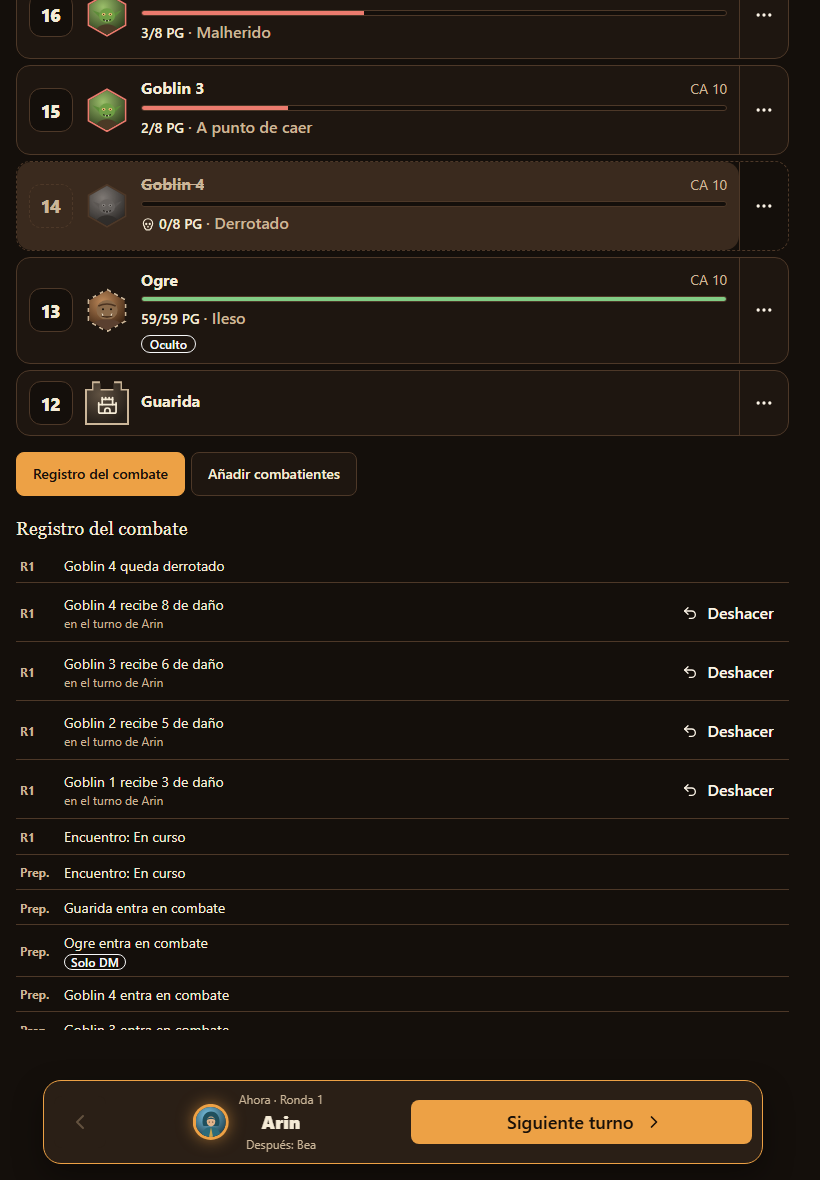 16
3/8 PG · Malherido
15
Goblin 3
CA 10
2/8 PG · A punto de caer
14
Goblin 4
CA 10
0/8 PG · Derrotado
13
Ogre
CA 10
59/59 PG · Ileso
Oculto
12
Guarida
Registro del combate
Añadir combatientes
Registro del combate
R1 Goblin 4 queda derrotado
R1 Goblin 4 recibe 8 de daño
en el turno de Arin
Deshacer
R1 Goblin 3 recibe 6 de daño
en el turno de Arin
Deshacer
R1 Goblin 2 recibe 5 de daño
en el turno de Arin
Deshacer
R1 Goblin 1 recibe 3 de daño
en el turno de Arin
Deshacer
R1 Encuentro: En curso
Prep. Encuentro: En curso
Prep. Guarida entra en combate
Prep. Ogre entra en combate
Solo DM
Prep. Goblin 4 entra en combate
Prep. Goblin 3 entra en combate
Ahora · Ronda 1
Arin
Después: Bea
Siguiente turno